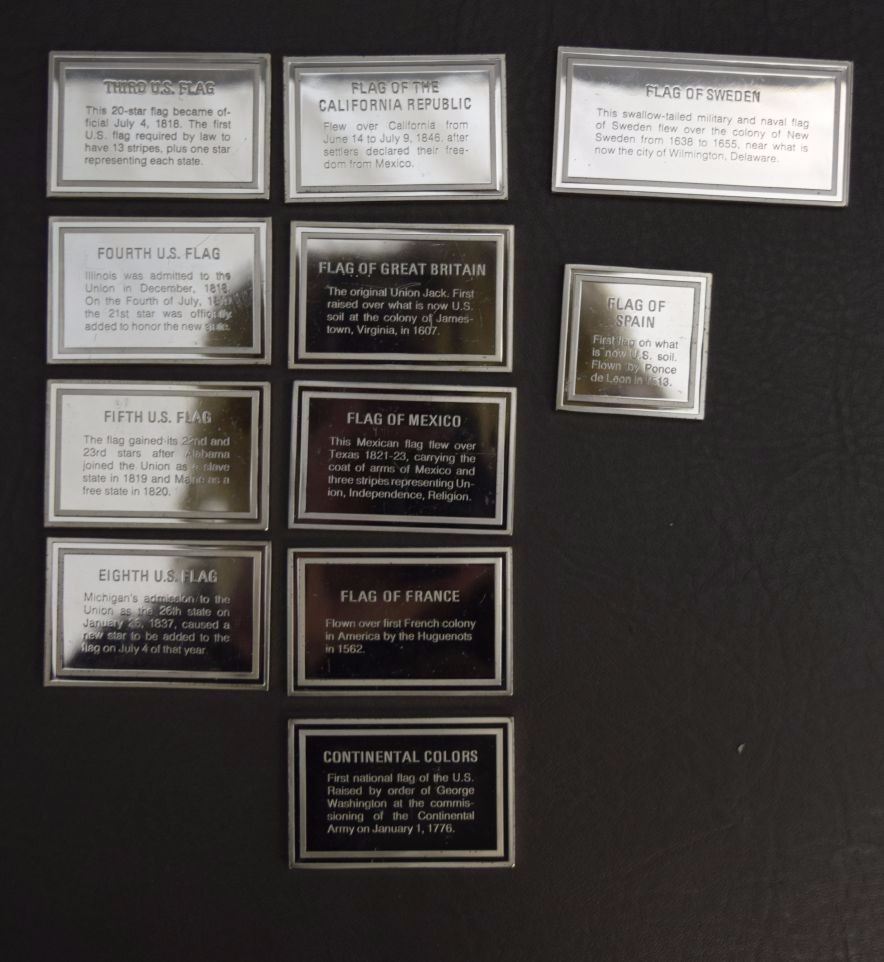 THIRD U.S. FLAG
This 20-star flag became of-
ficial July 4, 1818. The first
U.S. flag required by law to
have 13 stripes, plus one star
representing each state.
FLAG OF THE
CALIFORNIA REPUBLIC
Flew over California from
June 14 to July 9, 1846, after
settlers declared their free-
dom from Mexico.
FLAG OF SWEDEN
This swallow-tailed military and naval flag
of Sweden flew over the colony of New
Sweden from 1638 to 1655, near what is
now the city of Wilmington, Delaware.
FOURTH U.S. FLAG
Illinois was admitted to the
Union in December, 1818.
On the Fourth of July,
the 21st star was officially
added to honor the new state.
FLAG OF GREAT BRITAIN
The original Union Jack. First
raised over what is now U.S.
soil at the colony of James-
town, Virginia, in 1607.
FLAG OF
SPAIN
First flag on what
is now U.S. soil.
Flown by Ponce
de Leon in 1513.
FIFTH U.S. FLAG
The flag gained its 22nd and
23rd stars after Alabama
joined the Union as a slave
state in 1819 and Maine as a
free state in 1820.
FLAG OF MEXICO
This Mexican flag flew over
Texas 1821-23, carrying the
coat of arms of Mexico and
three stripes representing Un-
ion, Independence, Religion.
EIGHTH U.S. FLAG
Michigan's admission to the
Union as the 26th state on
January 26, 1837, caused a
new star to be added to the
flag on July 4 of that year.
FLAG OF FRANCE
Flown over first French colony
in America by the Huguenots
in 1562.
CONTINENTAL COLORS
First national flag of the U.S.
Raised by order of George
Washington at the commis-
sioning of the Continental
Army on January 1, 1776.